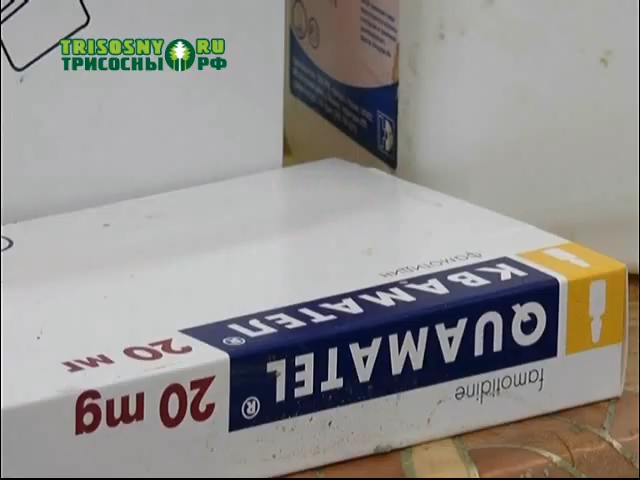 TRISOSNY.RU
ТРИСОСНЫ.РФ
фамотидин
КВАМАТЕЛ®
20 мг
QUAMATEL®
20 mg
famotidine